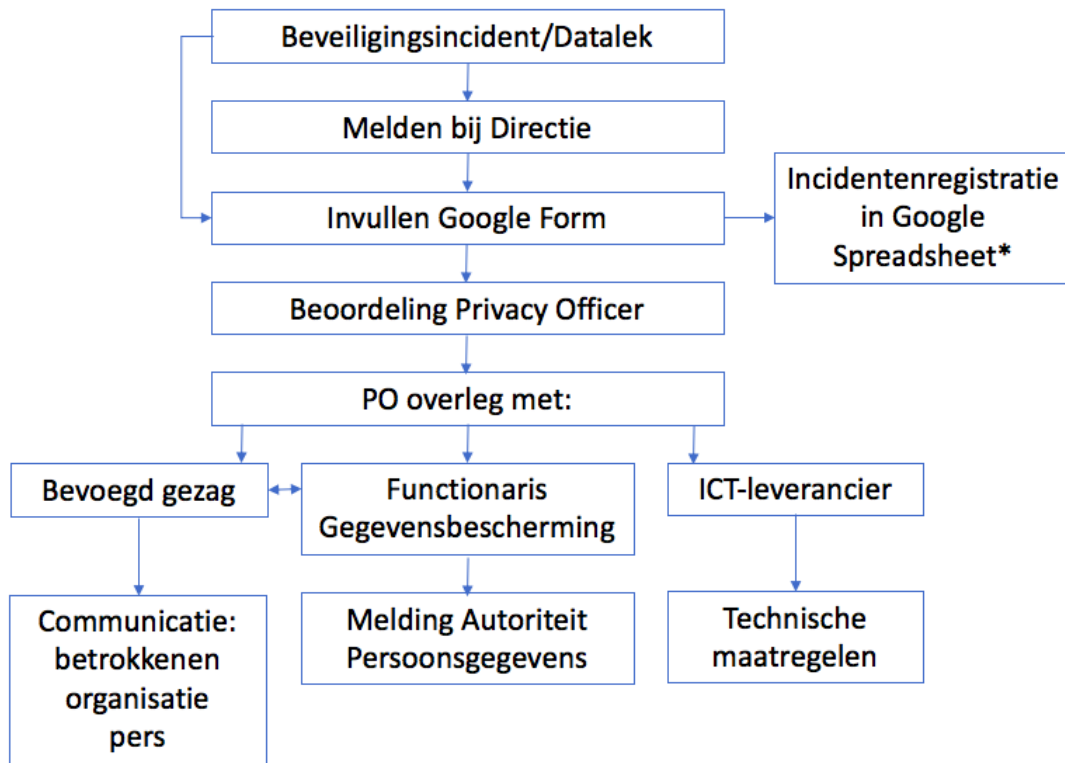 Beveiligingsincident/Datalek
Melden bij Directie
Invullen Google Form
Incidentenregistratie
in Google
Spreadsheet*
Beoordeling Privacy Officer
PO overleg met:
Bevoegd gezag
Functionaris
Gegevensbescherming
ICT-leverancier
Communicatie:
betrokkenen
organisatie
pers
Melding Autoriteit
Persoonsgegevens
Technische
maatregelen